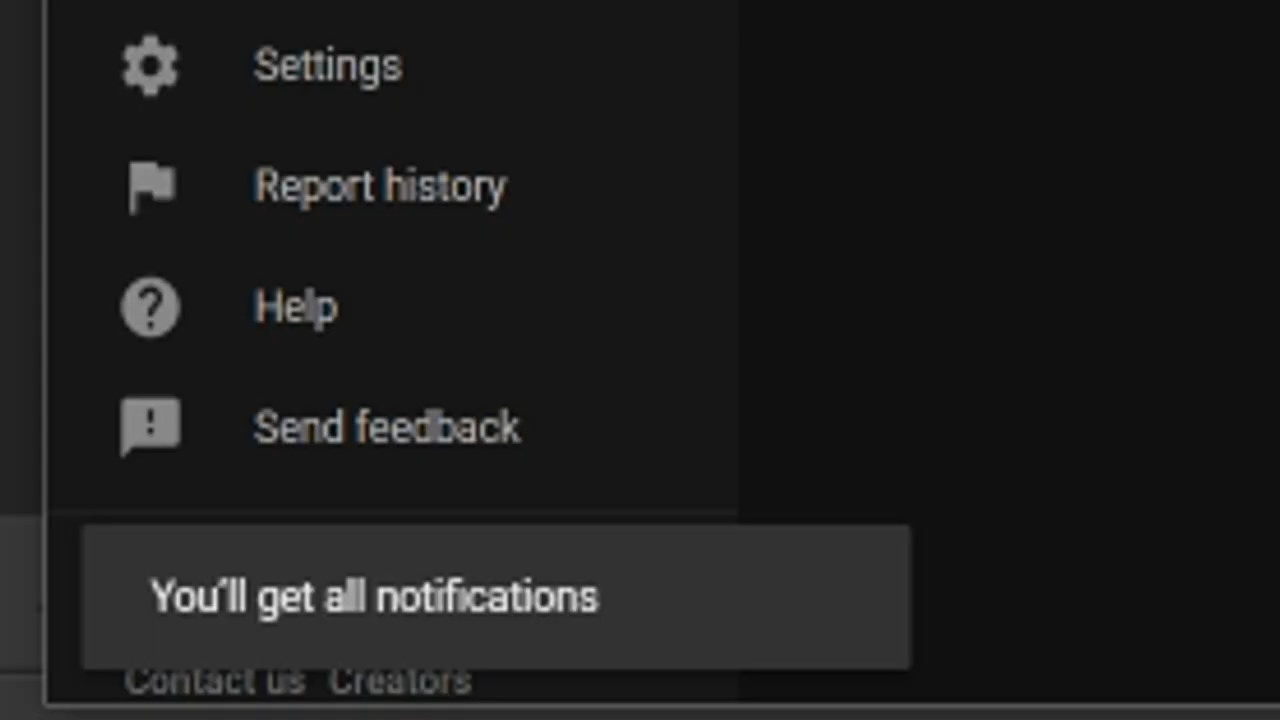 Settings
Report history
Help
Send feedback
You'll get all notifications
Contact us Creators